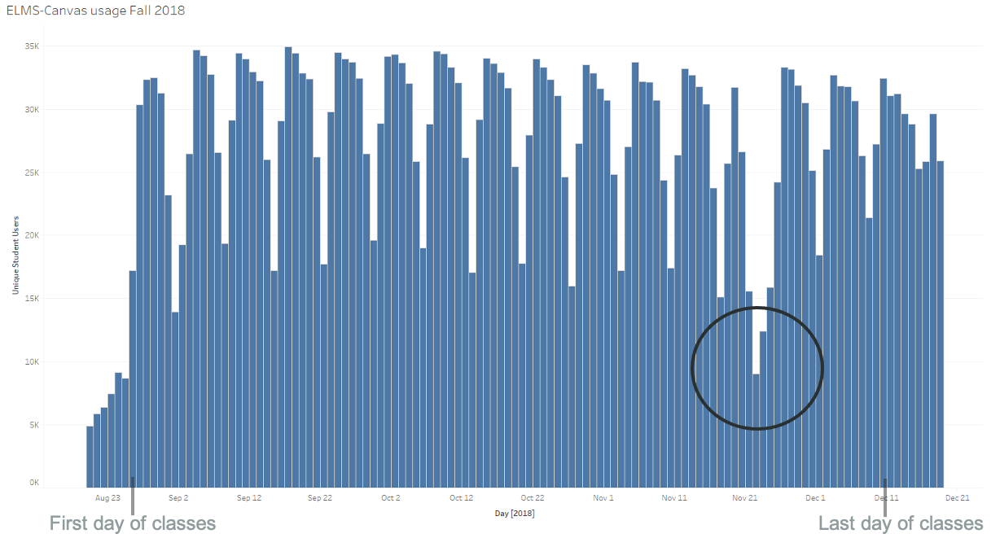 ELMS-Canvas usage Fall 2018
35K
30K
25K
20K
15K
10K
5K
0K
Unique Student Users
Aug 23 Sep 2 Sep 12 Sep 22 Oct 2 Oct 12 Oct 22 Nov 1 Nov 11 Nov 21 Dec 1 Dec 11 Dec 21
Day [2018]
First day of classes Last day of classes